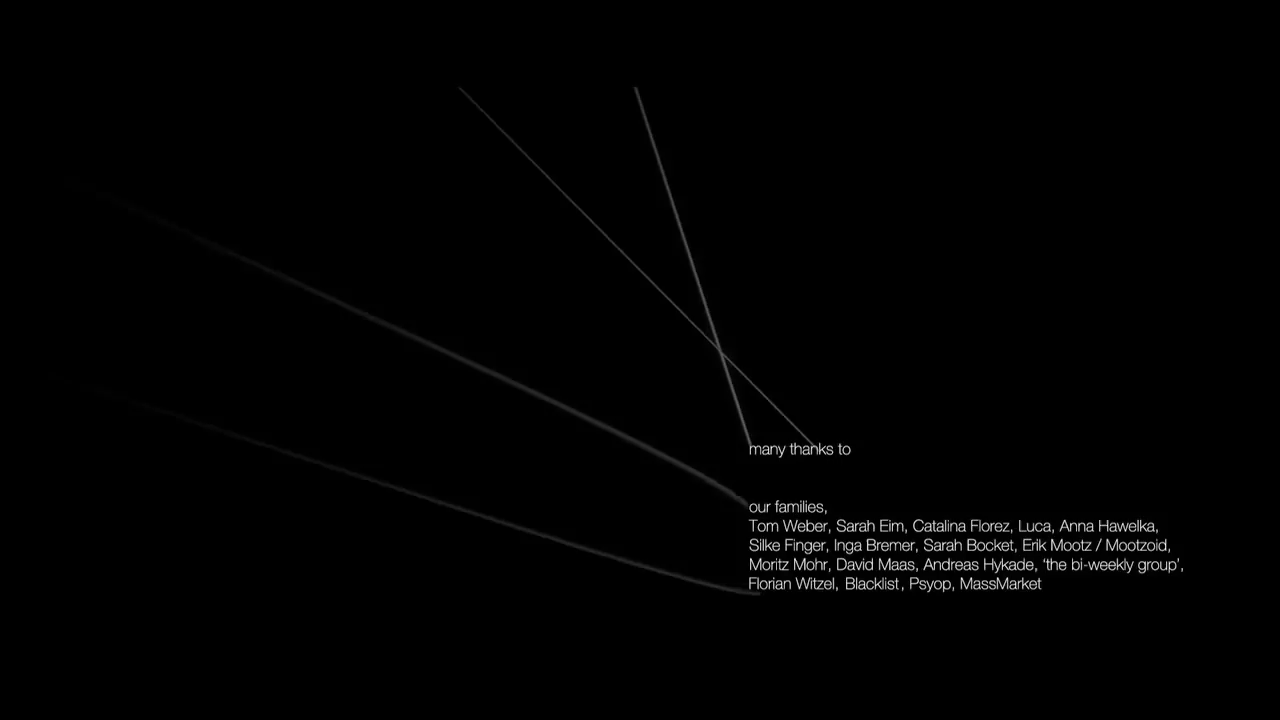 many thanks to
our families,
Tom Weber, Sarah Eim, Catalina Florez, Luca, Anna Hawelka,
Silke Finger, Inga Bremer, Sarah Bocket, Erik Mootz / Mootzoid,
Moritz Mohr, David Maas, Andreas Hykade, ‘the bi-weekly group’,
Florian Witzel, Blacklist, Psyop, MassMarket